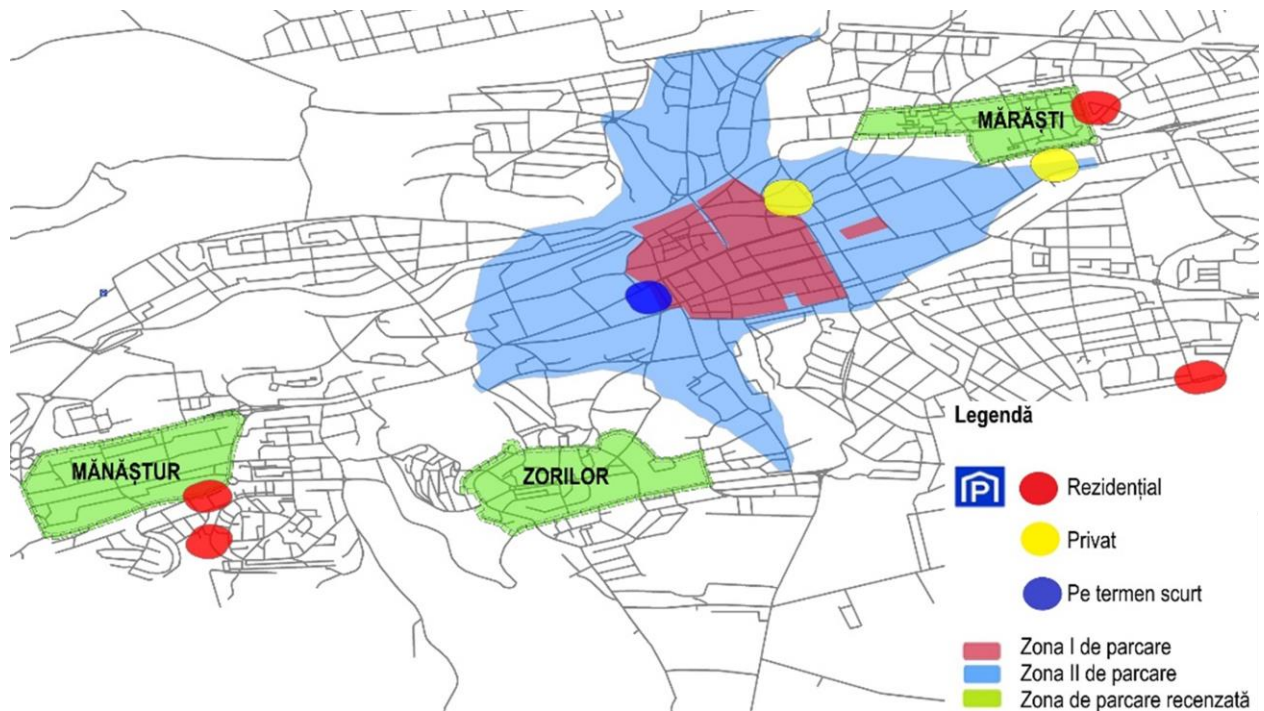 MĂRĂȘTI
MĂNĂȘTUR
ZORILOR
Legendă
P
Rezidențial
Privat
Pe termen scurt
Zona I de parcare
Zona II de parcare
Zona de parcare recenzată